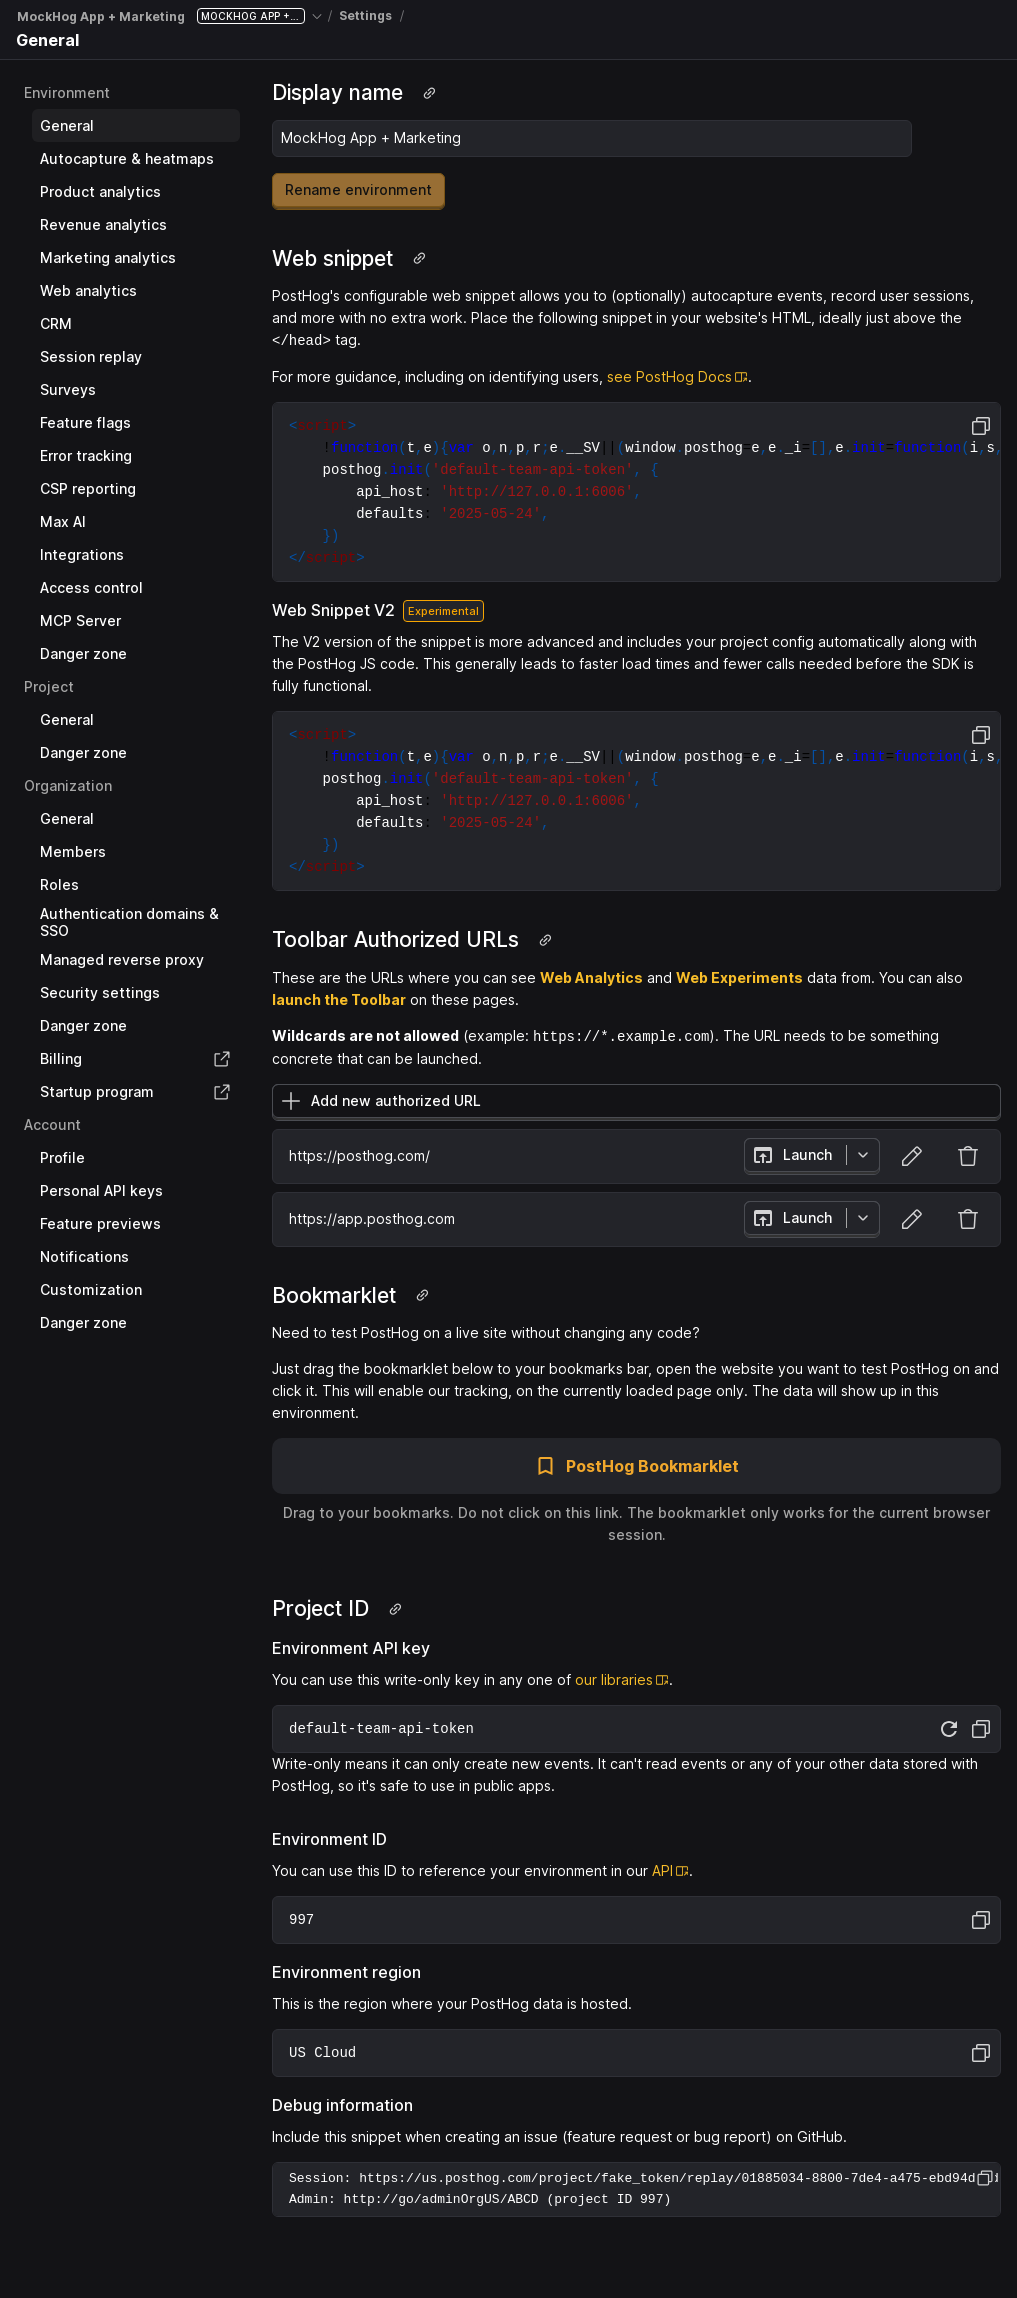 MockHog App + Marketing MOCKHOG APP +... / Settings /
General
Environment
General
Autocapture & heatmaps
Product analytics
Revenue analytics
Marketing analytics
Web analytics
CRM
Session replay
Surveys
Feature flags
Error tracking
CSP reporting
Max AI
Integrations
Access control
MCP Server
Danger zone
Project
General
Danger zone
Organization
General
Members
Roles
Authentication domains &
SSO
Managed reverse proxy
Security settings
Danger zone
Billing
Startup program
Account
Profile
Personal API keys
Feature previews
Notifications
Customization
Danger zone
Display name
MockHog App + Marketing
Rename environment
Web snippet
PostHog's configurable web snippet allows you to (optionally) autocapture events, record user sessions,
and more with no extra work. Place the following snippet in your website's HTML, ideally just above the
</head> tag.
For more guidance, including on identifying users, see PostHog Docs.
<script>
!function(t,e){var o,n,p,r;e.__SV||(window.posthog=e,e._i=[],e.init=function(i,s,
posthog.init('default-team-api-token', {
api_host: 'http://127.0.0.1:6006',
defaults: '2025-05-24',
})
</script>
Web Snippet V2 Experimental
The V2 version of the snippet is more advanced and includes your project config automatically along with
the PostHog JS code. This generally leads to faster load times and fewer calls needed before the SDK is
fully functional.
<script>
!function(t,e){var o,n,p,r;e.__SV||(window.posthog=e,e._i=[],e.init=function(i,s,
posthog.init('default-team-api-token', {
api_host: 'http://127.0.0.1:6006',
defaults: '2025-05-24',
})
</script>
Toolbar Authorized URLs
These are the URLs where you can see Web Analytics and Web Experiments data from. You can also
launch the Toolbar on these pages.
Wildcards are not allowed (example: https://*.example.com). The URL needs to be something
concrete that can be launched.
Add new authorized URL
https://posthog.com/ Launch
https://app.posthog.com Launch
Bookmarklet
Need to test PostHog on a live site without changing any code?
Just drag the bookmarklet below to your bookmarks bar, open the website you want to test PostHog on and
click it. This will enable our tracking, on the currently loaded page only. The data will show up in this
environment.
PostHog Bookmarklet
Drag to your bookmarks. Do not click on this link. The bookmarklet only works for the current browser
session.
Project ID
Environment API key
You can use this write-only key in any one of our libraries.
default-team-api-token
Write-only means it can only create new events. It can't read events or any of your other data stored with
PostHog, so it's safe to use in public apps.
Environment ID
You can use this ID to reference your environment in our API.
997
Environment region
This is the region where your PostHog data is hosted.
US Cloud
Debug information
Include this snippet when creating an issue (feature request or bug report) on GitHub.
Session: https://us.posthog.com/project/fake_token/replay/01885034-8800-7de4-a475-ebd94d
Admin: http://go/adminOrgUS/ABCD (project ID 997)